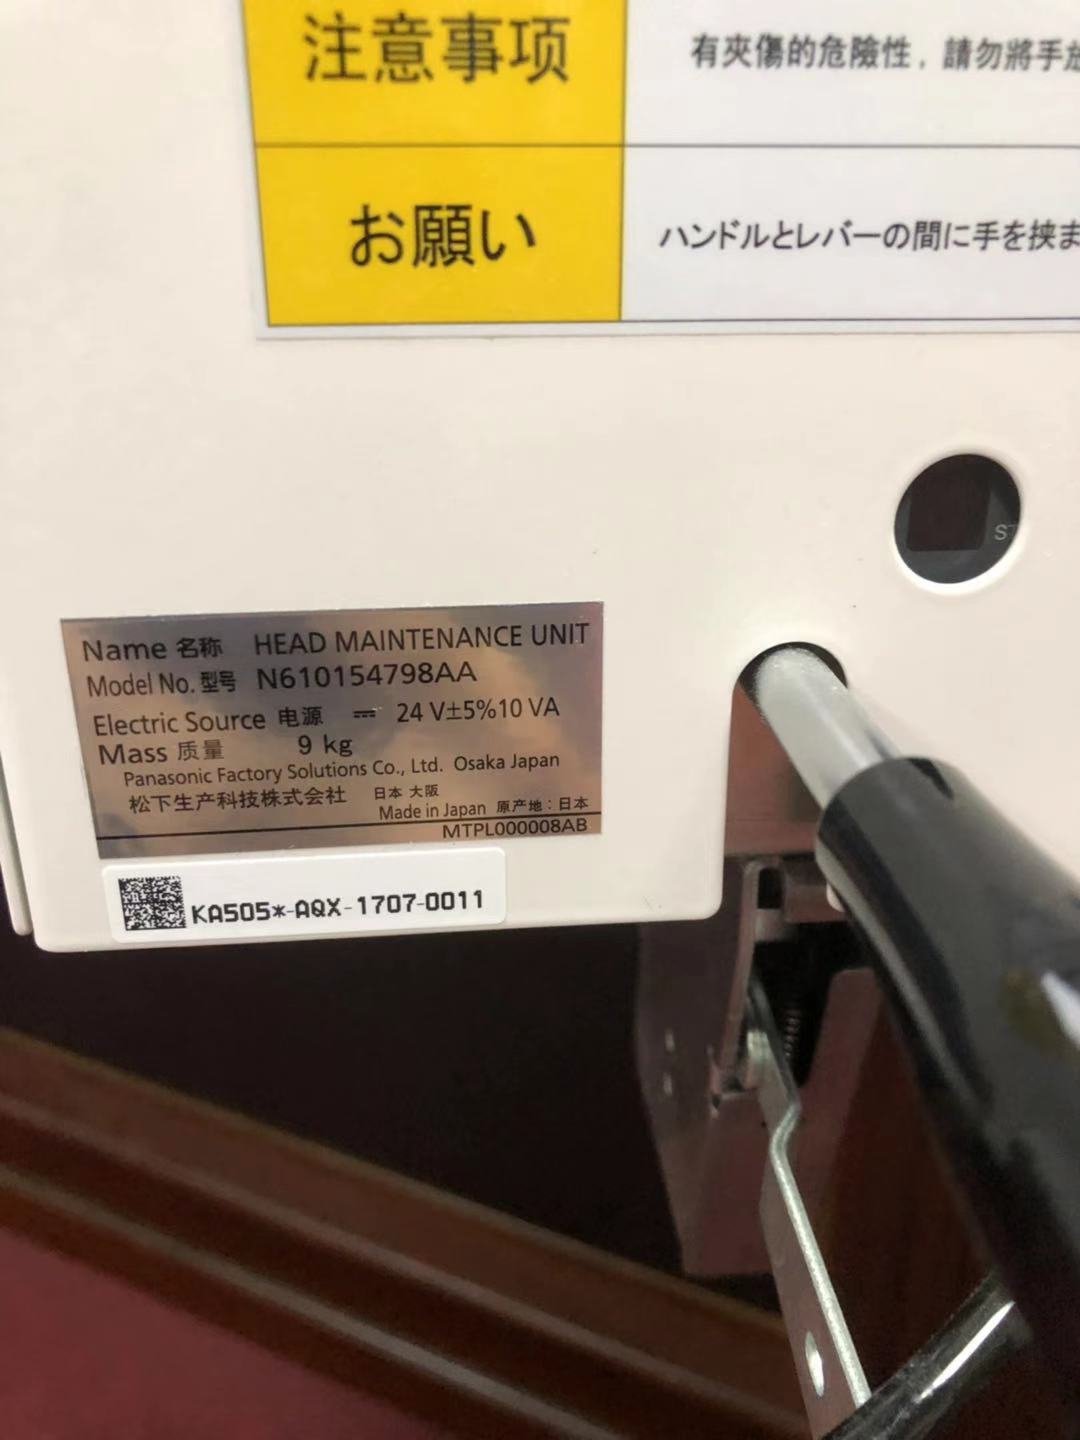 注意事项
有夾傷的危險性，請勿將手放
お願い
ハンドルとレバーの間に手を挟ま
ST
Name 名称 HEAD MAINTENANCE UNIT
Model No. 型号 N610154798AA
Electric Source 电源 ⎓ 24 V±5%10 VA
Mass 质量 9 kg
Panasonic Factory Solutions Co., Ltd. Osaka Japan
松下生产科技株式会社 日本 大阪
Made in Japan 原产地：日本
MTPL000008AB
KA505*-AQX-1707-0011